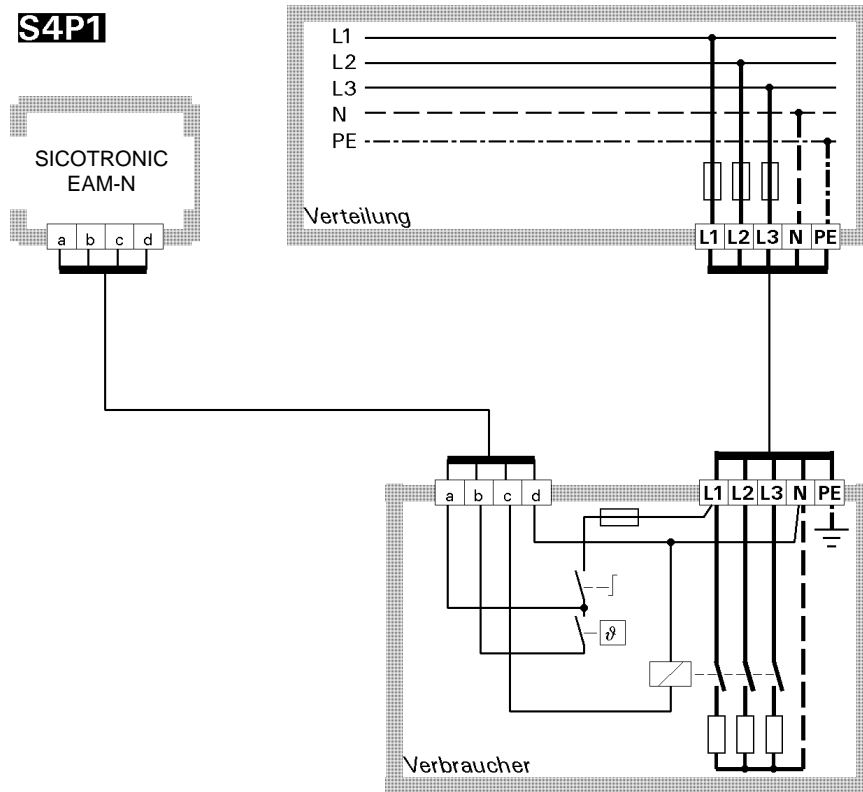 S4P1
L1
L2
L3
N
PE
SICOTRONIC
EAM-N
Verteilung
a b c d
L1 L2 L3 N PE
a b c d
L1 L2 L3 N PE
ϑ
Verbraucher